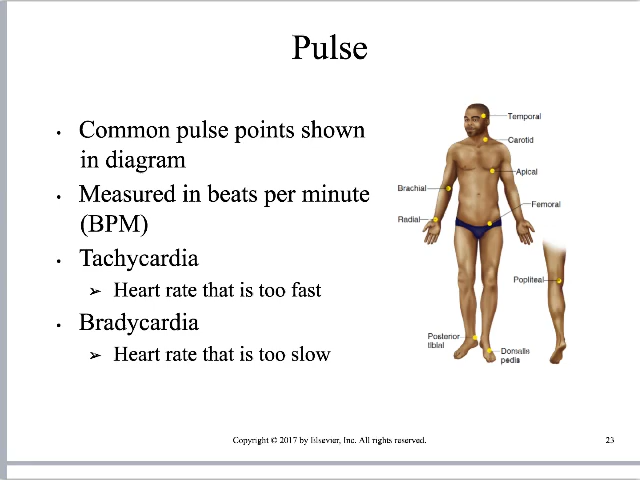 Pulse
• Common pulse points shown
in diagram
• Measured in beats per minute
(BPM)
• Tachycardia
➢ Heart rate that is too fast
• Bradycardia
➢ Heart rate that is too slow
Temporal
Carotid
Apical
Brachial
Femoral
Radial
Popliteal
Posterior
tibial
Dorsalis
pedis
Copyright © 2017 by Elsevier, Inc. All rights reserved.
23